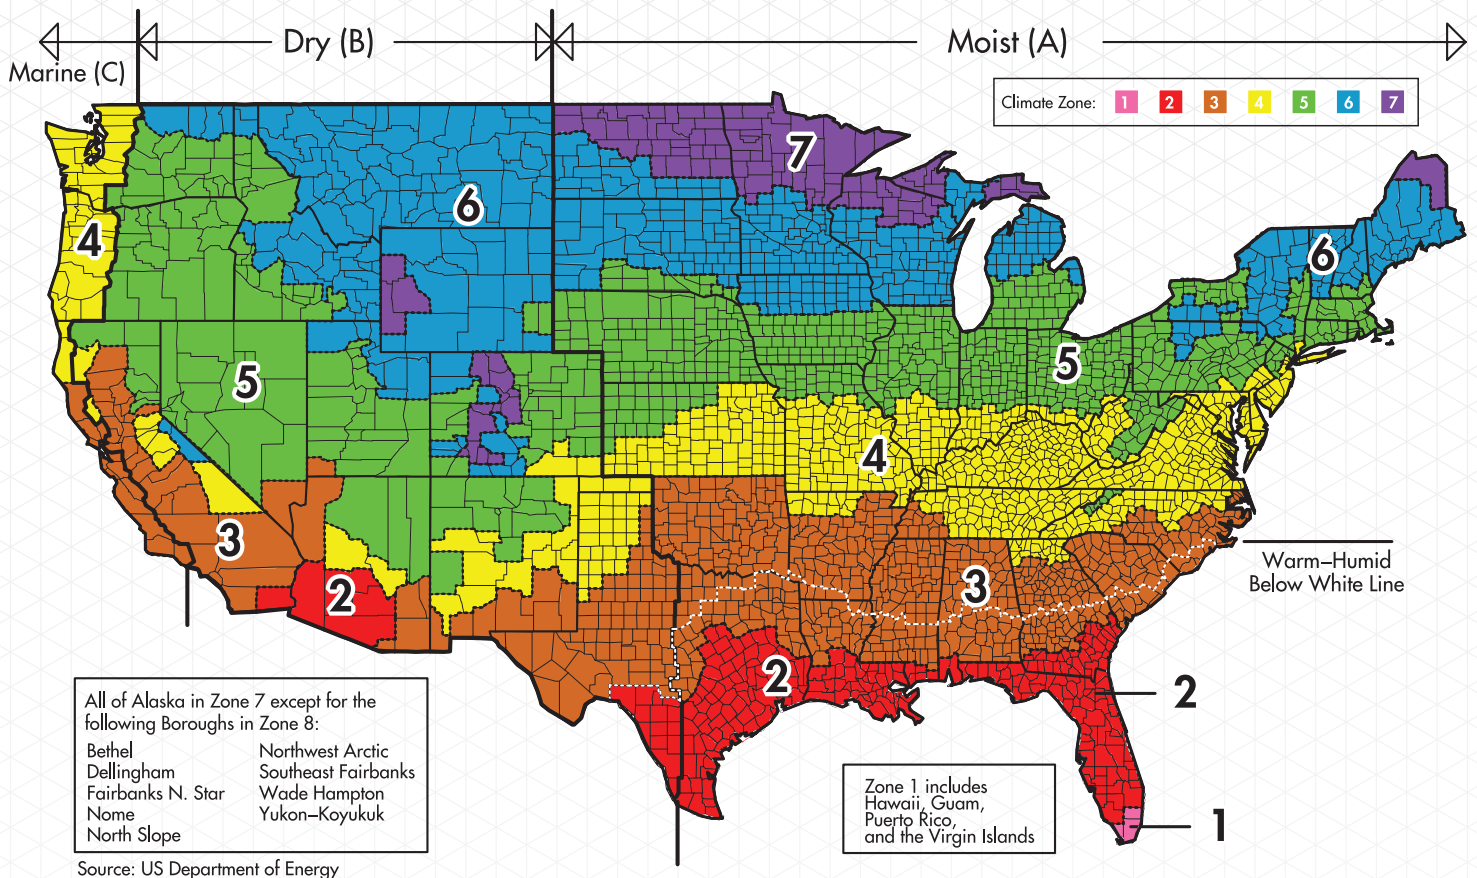 Marine (C)
Dry (B)
Moist (A)
Climate Zone: 1 2 3 4 5 6 7
7
6
4
6
5
5
4
3
3
2
2
2
1
Warm–Humid
Below White Line
All of Alaska in Zone 7 except for the
following Boroughs in Zone 8:
Bethel
Dellingham
Fairbanks N. Star
Nome
North Slope
Northwest Arctic
Southeast Fairbanks
Wade Hampton
Yukon–Koyukuk
Zone 1 includes
Hawaii, Guam,
Puerto Rico,
and the Virgin Islands
Source: US Department of Energy